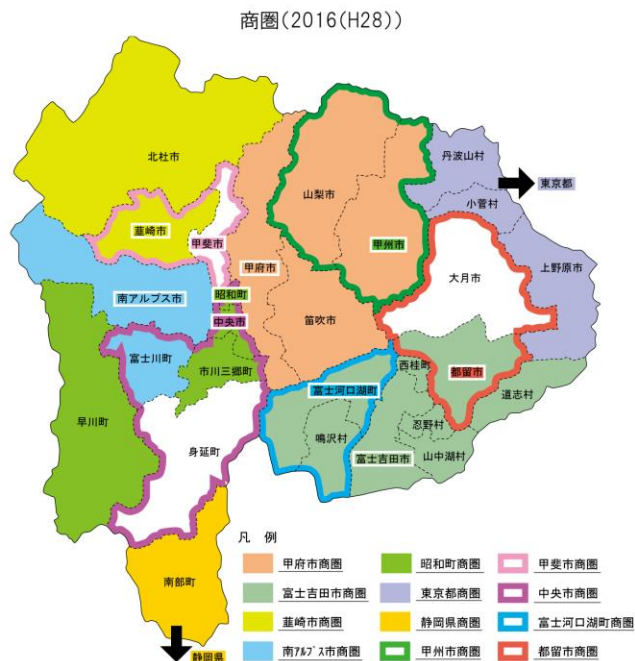 商圏(2016(H28))
北杜市
丹波山村
東京都
小菅村
山梨市
韮崎市
甲斐市
甲州市
甲府市
上野原市
大月市
南アルプス市
昭和町
中央市
笛吹市
富士川町
市川三郷町
西桂町
都留市
富士河口湖町
道志村
早川町
鳴沢村
忍野村
身延町
富士吉田市
山中湖村
南部町
静岡県
凡 例
甲府市商圏
昭和町商圏
甲斐市商圏
富士吉田市商圏
東京都商圏
中央市商圏
韮崎市商圏
静岡県商圏
富士河口湖町商圏
南ｱﾙﾌﾟｽ市商圏
甲州市商圏
都留市商圏